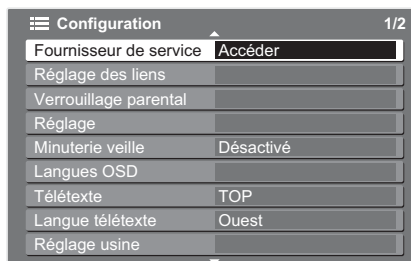 Configuration 1/2
Fournisseur de service Accéder
Réglage des liens
Verrouillage parental
Réglage
Minuterie veille Désactivé
Langues OSD
Télétexte TOP
Langue télétexte Ouest
Réglage usine